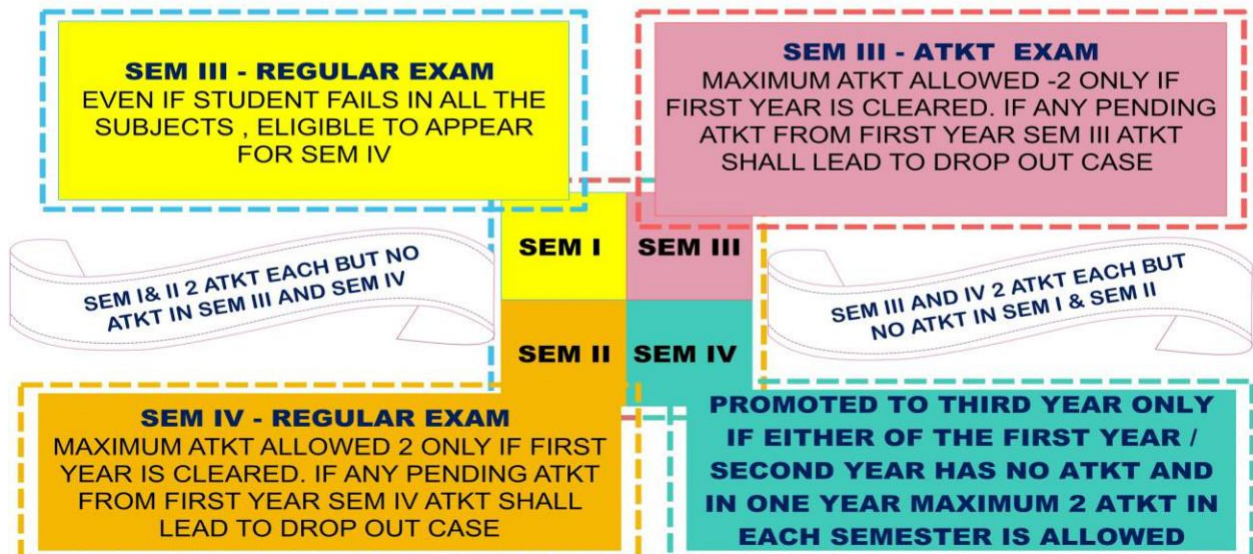 SEM III - REGULAR EXAM
EVEN IF STUDENT FAILS IN ALL THE
SUBJECTS , ELIGIBLE TO APPEAR
FOR SEM IV
SEM III - ATKT EXAM
MAXIMUM ATKT ALLOWED -2 ONLY IF
FIRST YEAR IS CLEARED. IF ANY PENDING
ATKT FROM FIRST YEAR SEM III ATKT
SHALL LEAD TO DROP OUT CASE
SEM I& II 2 ATKT EACH BUT NO
ATKT IN SEM III AND SEM IV
SEM I
SEM III
SEM II
SEM IV
SEM III AND IV 2 ATKT EACH BUT
NO ATKT IN SEM I & SEM II
SEM IV - REGULAR EXAM
MAXIMUM ATKT ALLOWED 2 ONLY IF FIRST
YEAR IS CLEARED. IF ANY PENDING ATKT
FROM FIRST YEAR SEM IV ATKT SHALL
LEAD TO DROP OUT CASE
PROMOTED TO THIRD YEAR ONLY
IF EITHER OF THE FIRST YEAR /
SECOND YEAR HAS NO ATKT AND
IN ONE YEAR MAXIMUM 2 ATKT IN
EACH SEMESTER IS ALLOWED